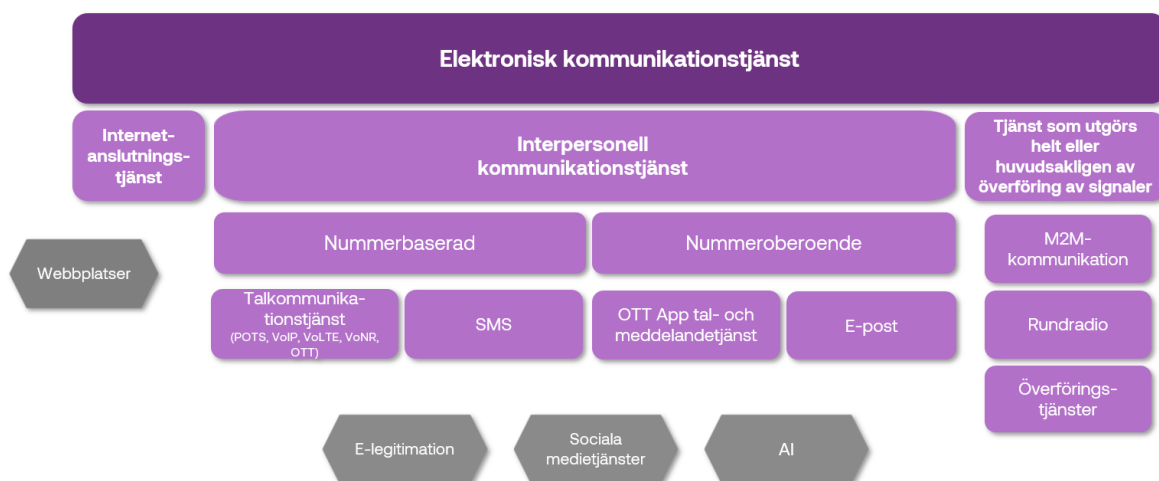 Elektronisk kommunikationstjänst
Internet-
anslutnings-
tjänst
Interpersonell
kommunikationstjänst
Tjänst som utgörs
helt eller
huvudsakligen av
överföring av signaler
Nummerbaserad
Nummeroberoende
M2M-
kommunikation
Webbplatser
Talkommunika-
tionstjänst
(POTS, VoIP, VoLTE, VoNR,
OTT)
SMS
OTT App tal- och
meddelandetjänst
E-post
Rundradio
Överförings-
tjänster
E-legitimation
Sociala
medietjänster
AI